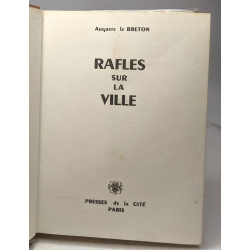 Auguste le BRETON
RAFLES
SUR
LA
VILLE
PRESSES de la CITÉ
PARIS